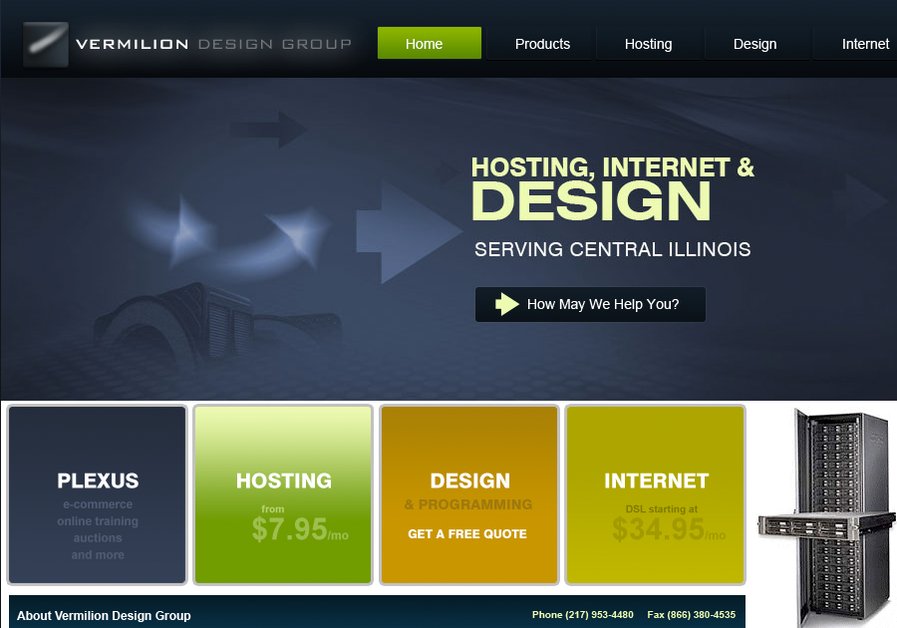 VERMILION DESIGN GROUP
Home
Products
Hosting
Design
Internet
HOSTING, INTERNET &
DESIGN
SERVING CENTRAL ILLINOIS
How May We Help You?
PLEXUS
e-commerce
online training
auctions
and more
HOSTING
from
$7.95/mo
DESIGN
& PROGRAMMING
GET A FREE QUOTE
INTERNET
DSL starting at
$34.95/mo
About Vermilion Design Group
Phone (217) 953-4480 Fax (866) 380-4535